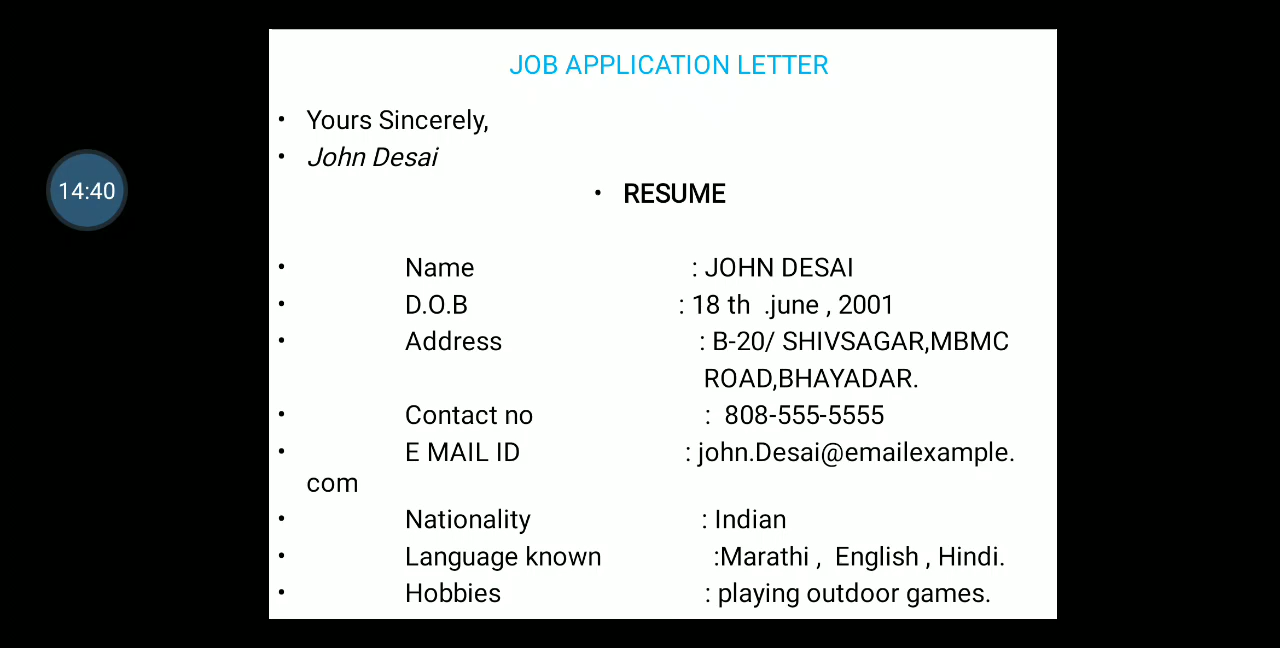 JOB APPLICATION LETTER
• Yours Sincerely,
• John Desai
• RESUME
14:40
• Name : JOHN DESAI
• D.O.B : 18 th .june , 2001
• Address : B-20/ SHIVSAGAR,MBMC
ROAD,BHAYADAR.
• Contact no : 808-555-5555
• E MAIL ID : john.Desai@emailexample.
com
• Nationality : Indian
• Language known :Marathi , English , Hindi.
• Hobbies : playing outdoor games.